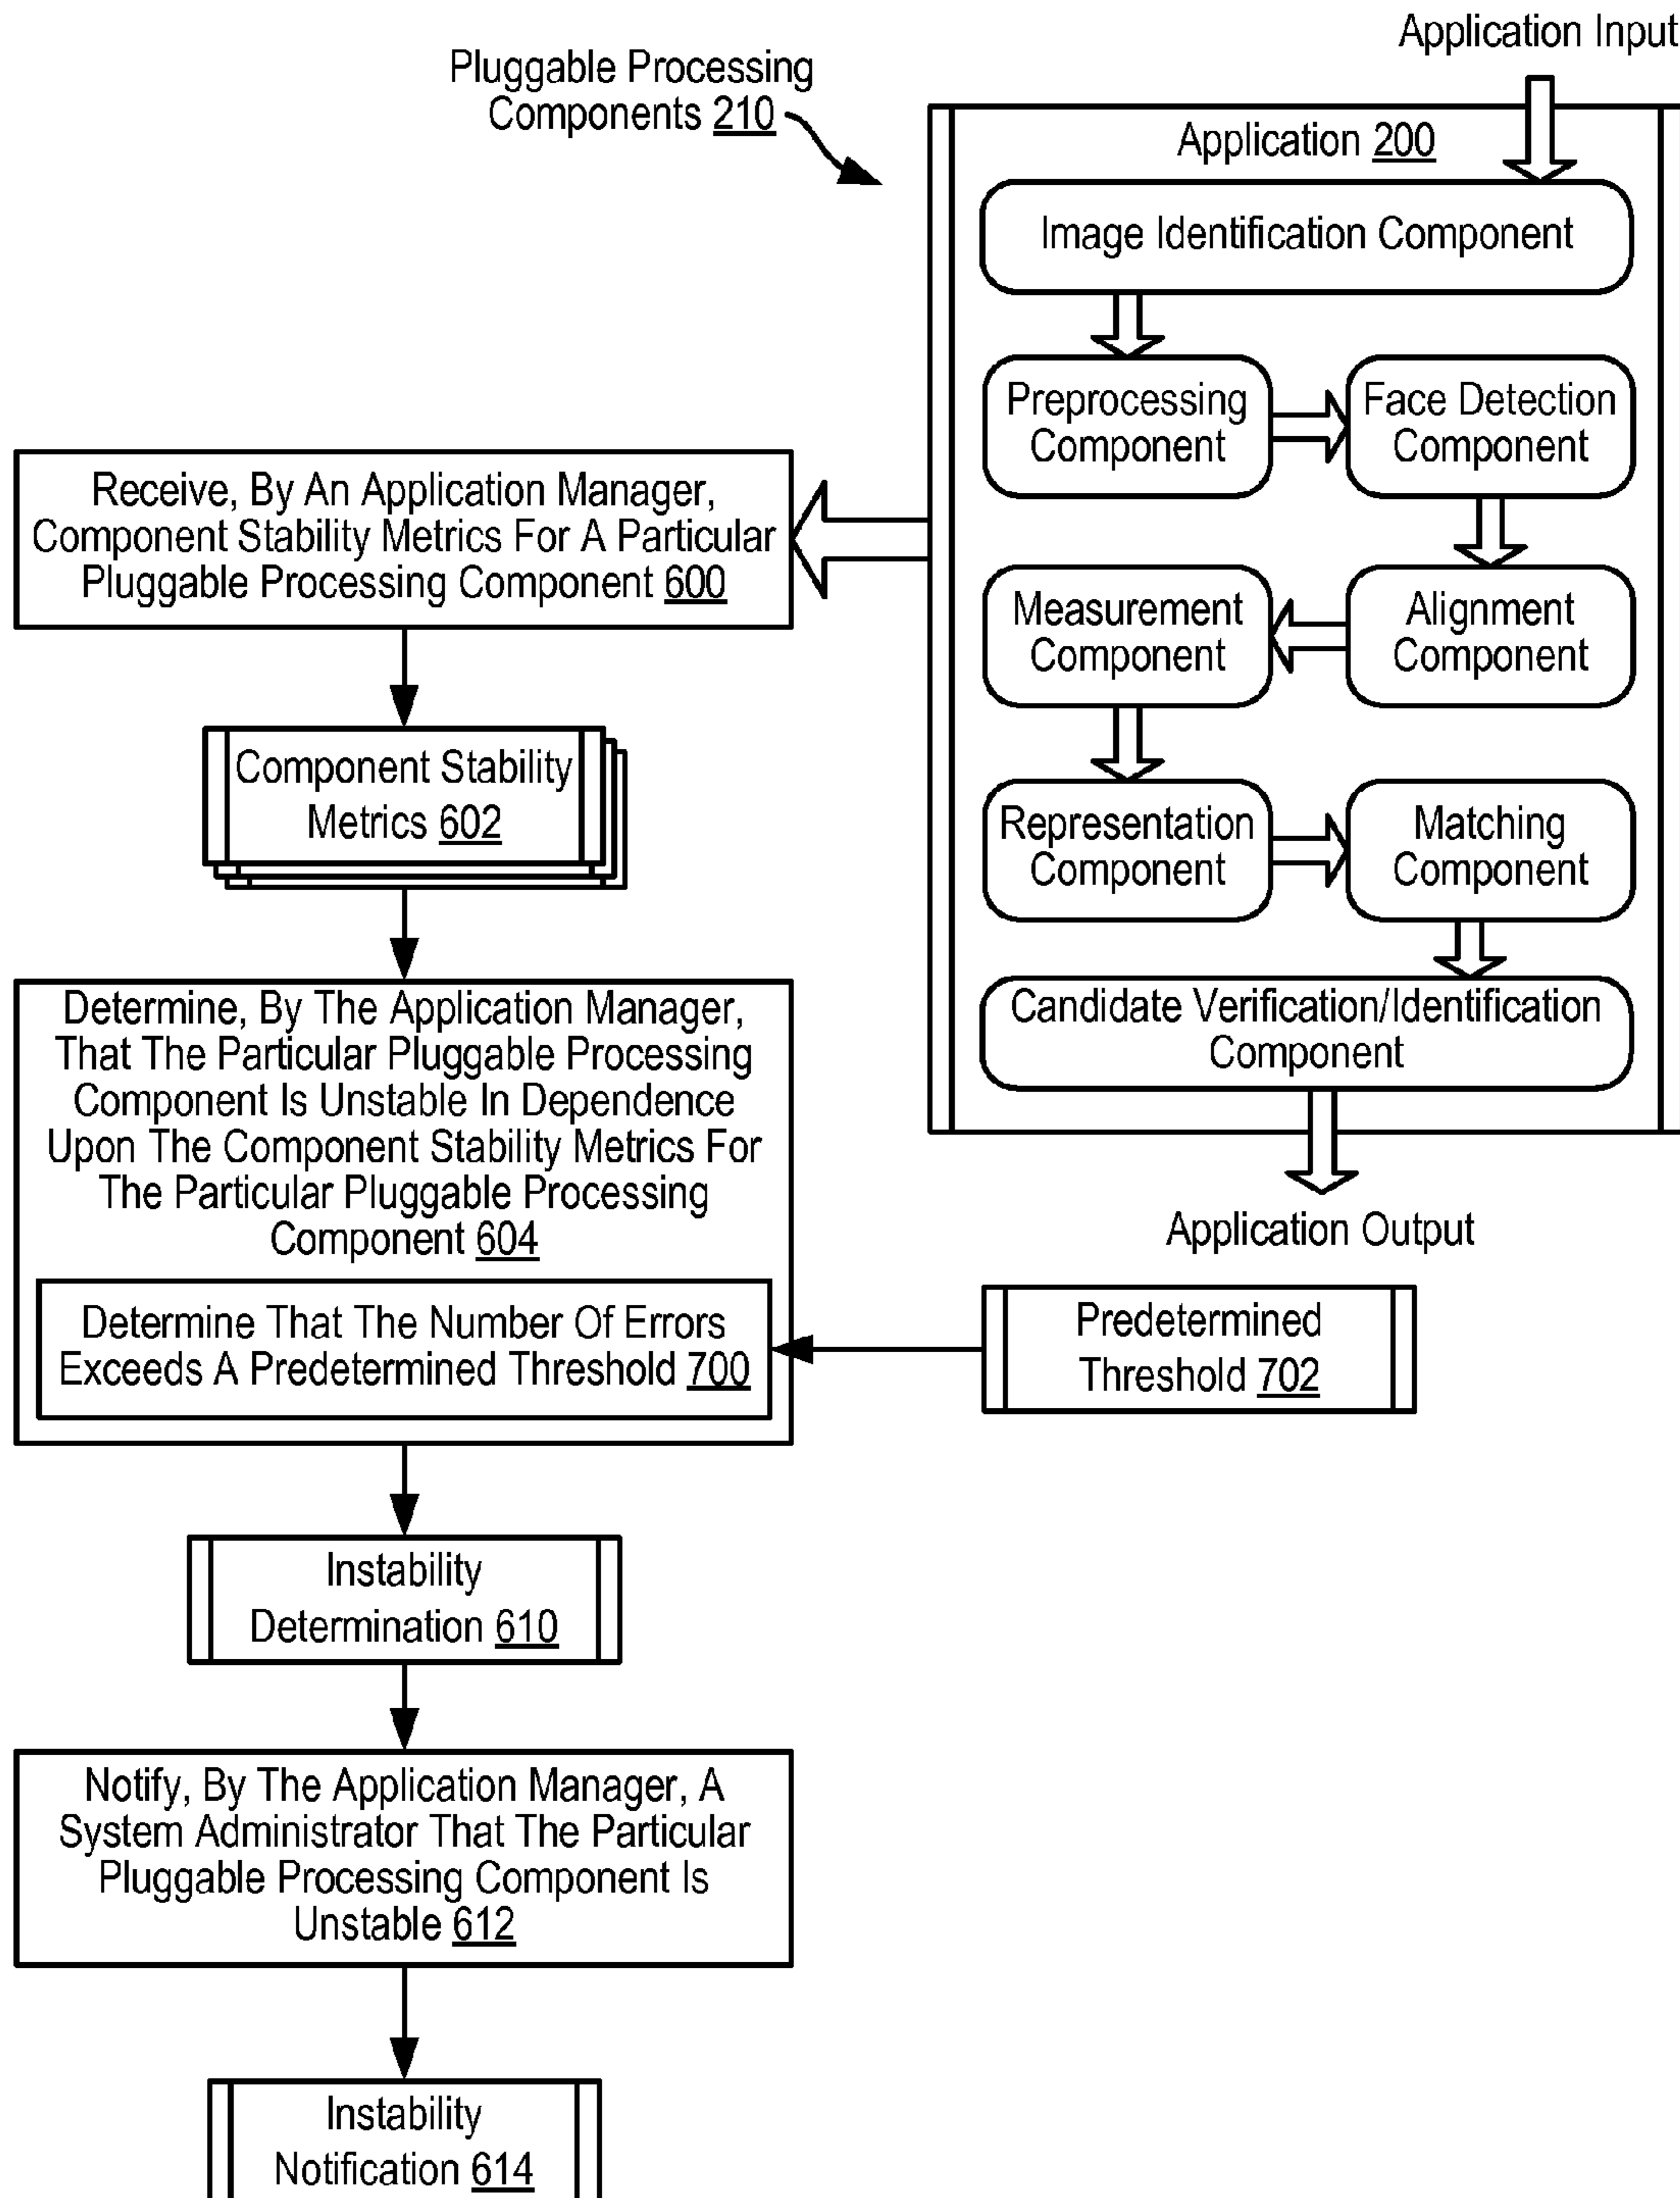 Application Input
Pluggable Processing
Components 210
Application 200
Image Identification Component
Preprocessing
Component
Face Detection
Component
Measurement
Component
Alignment
Component
Representation
Component
Matching
Component
Candidate Verification/Identification
Component
Application Output
Receive, By An Application Manager,
Component Stability Metrics For A Particular
Pluggable Processing Component 600
Component Stability
Metrics 602
Determine, By The Application Manager,
That The Particular Pluggable Processing
Component Is Unstable In Dependence
Upon The Component Stability Metrics For
The Particular Pluggable Processing
Component 604
Determine That The Number Of Errors
Exceeds A Predetermined Threshold 700
Predetermined
Threshold 702
Instability
Determination 610
Notify, By The Application Manager, A
System Administrator That The Particular
Pluggable Processing Component Is
Unstable 612
Instability
Notification 614